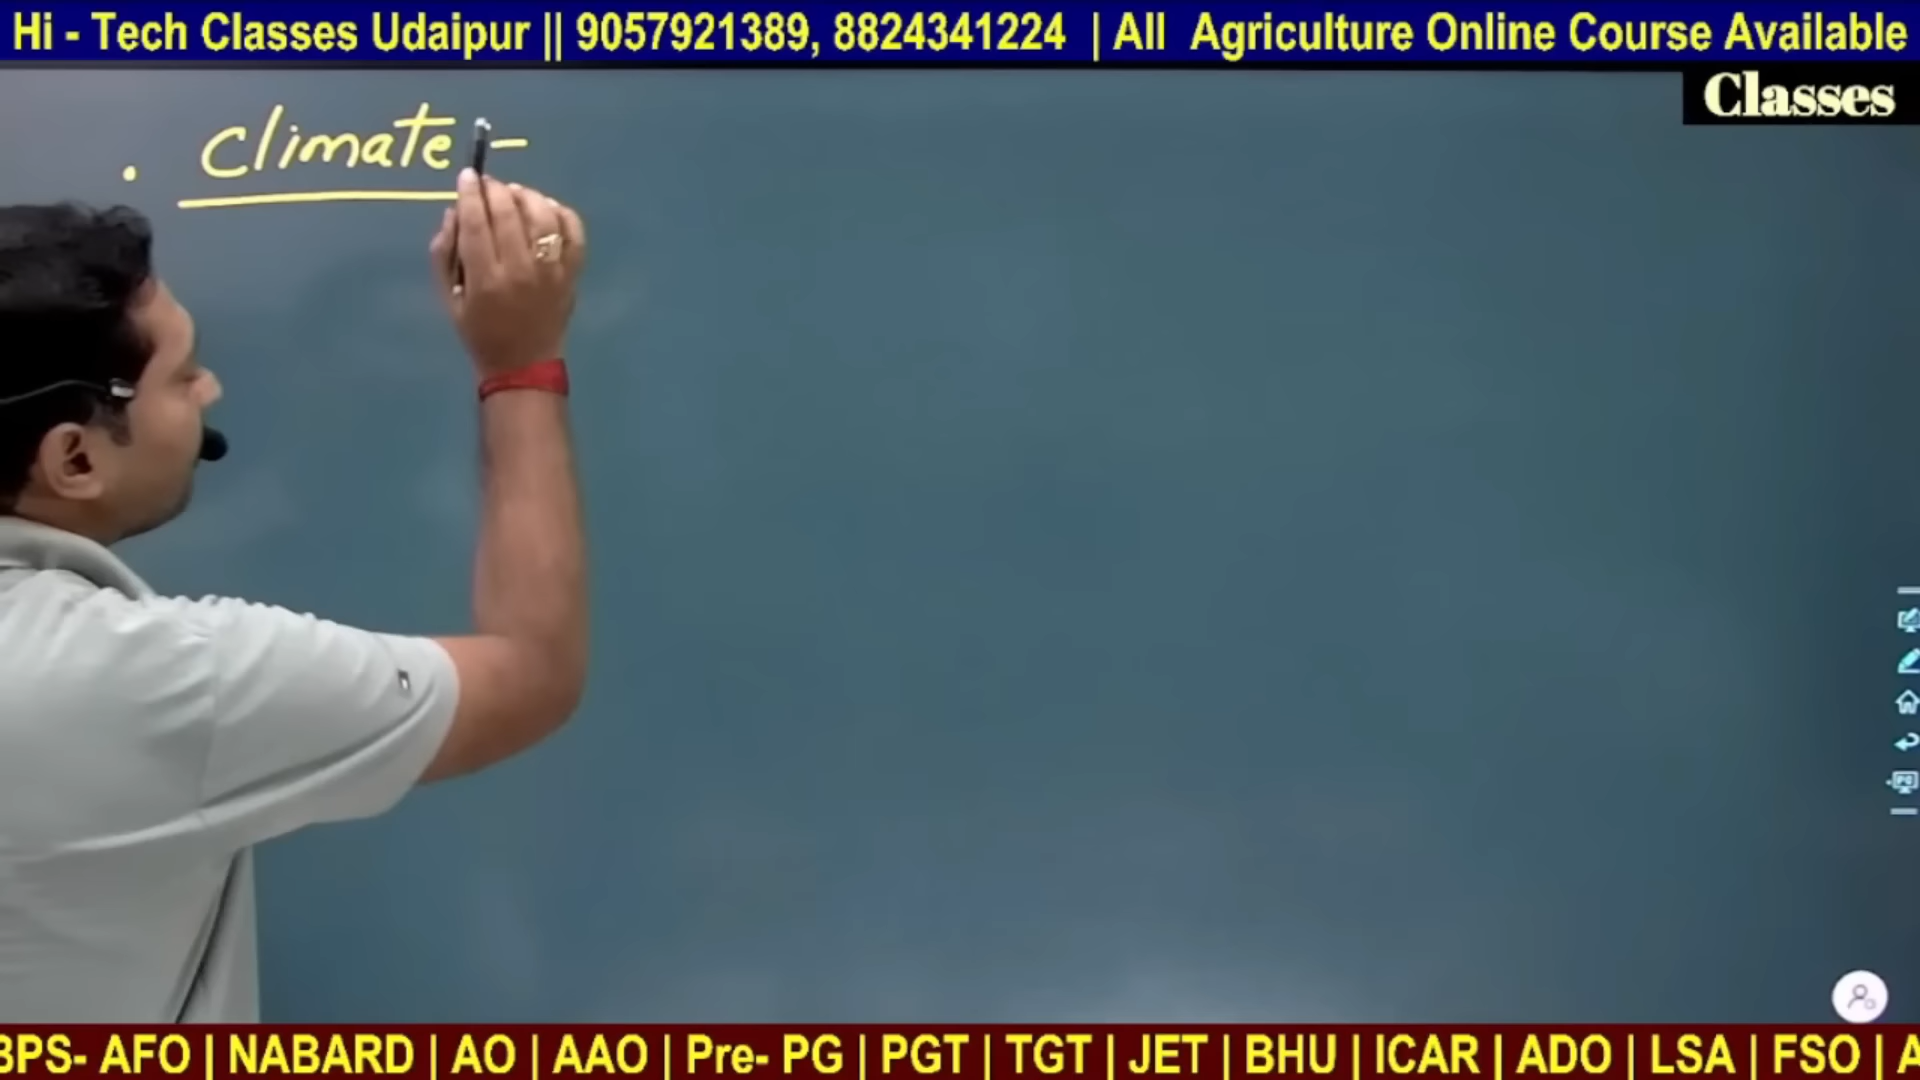 Hi - Tech Classes Udaipur || 9057921389, 8824341224 | All Agriculture Online Course Available
Classes
. Climate :-
BPS- AFO | NABARD | AO | AAO | Pre- PG | PGT | TGT | JET | BHU | ICAR | ADO | LSA | FSO | A